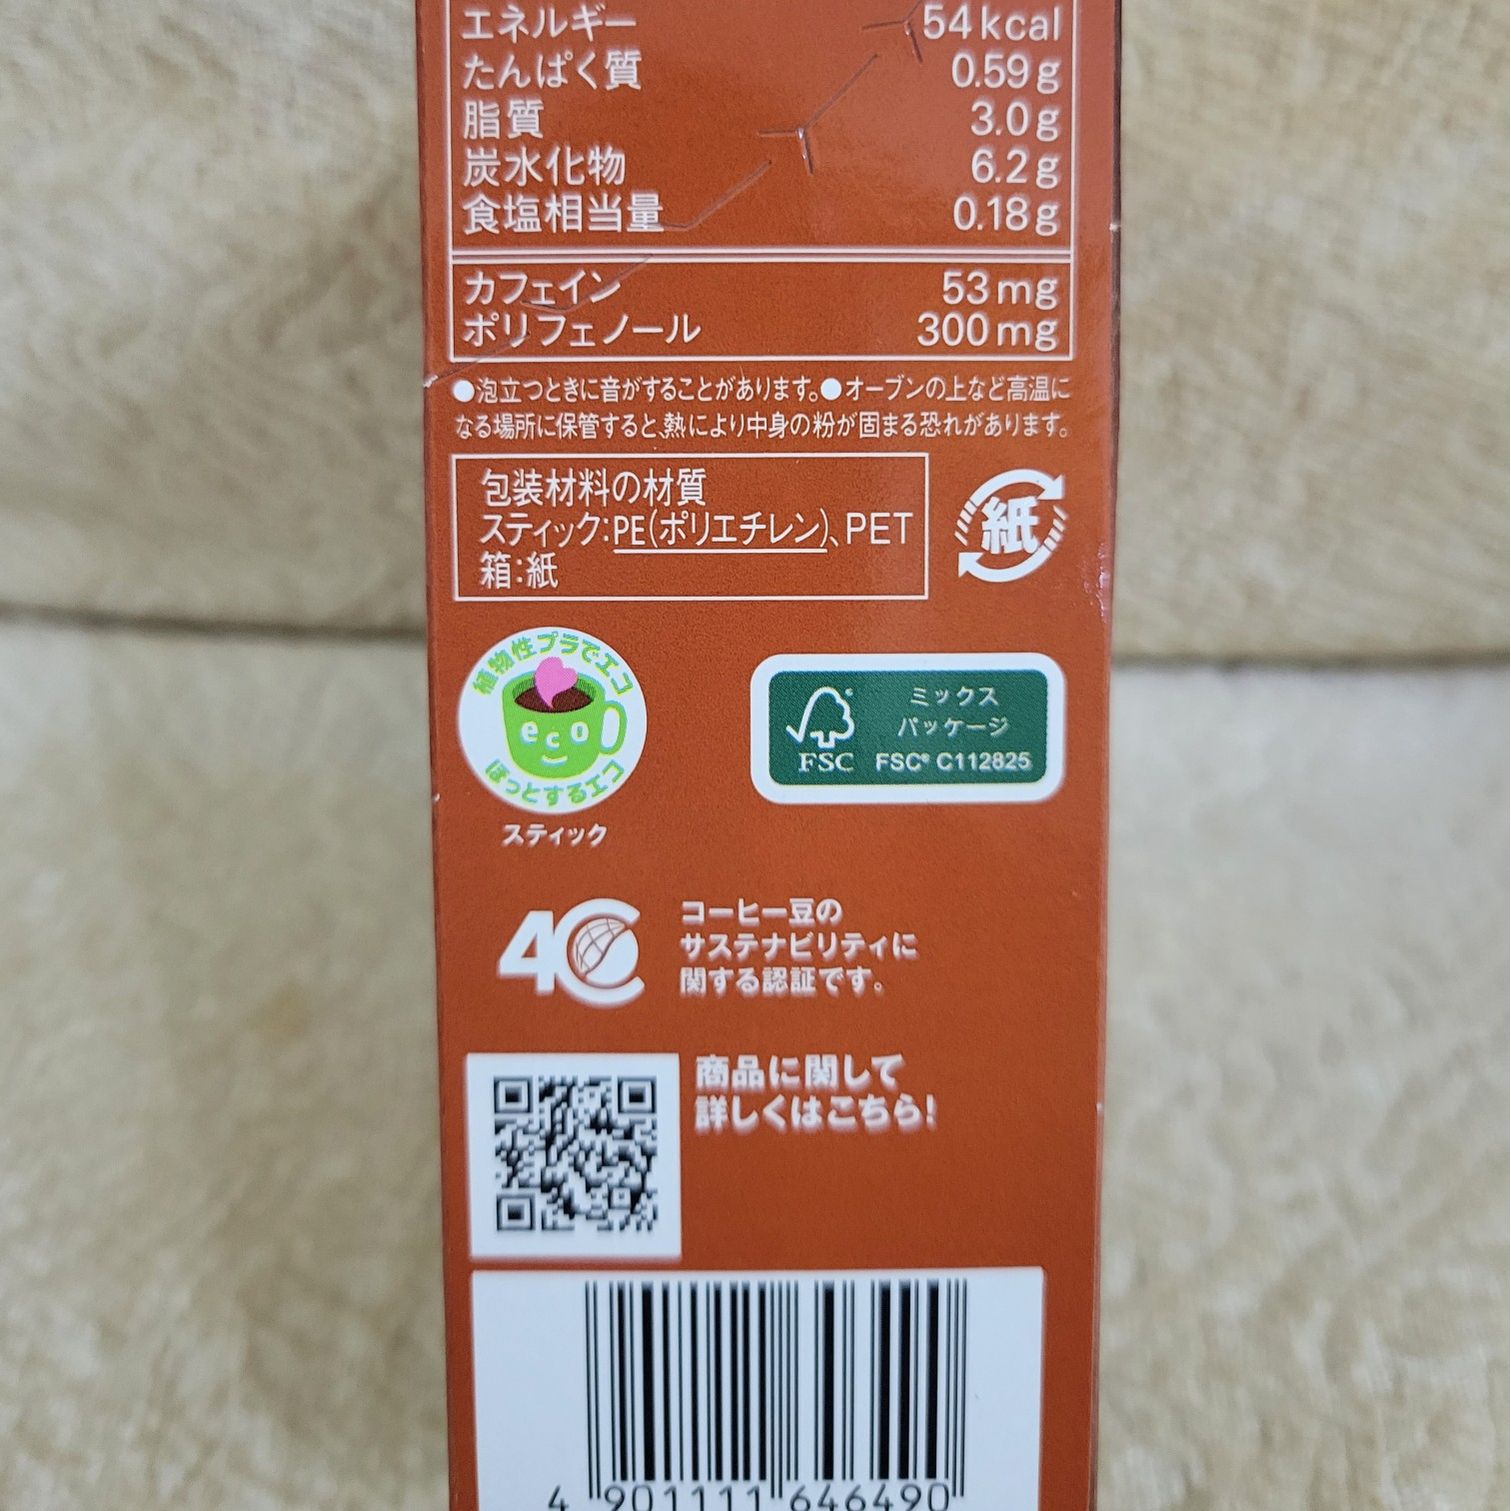 エネルギー 54kcal
たんぱく質 0.59g
脂質 3.0g
炭水化物 6.2g
食塩相当量 0.18g
カフェイン 53mg
ポリフェノール 300mg
●泡立つときに音がすることがあります。●オーブンの上など高温に
なる場所に保管すると、熱により中身の粉が固まる恐れがあります。
包装材料の材質
スティック:PE(ポリエチレン)、PET
箱:紙
紙
植物性プラでエコ
eco
ほっとするエコ
スティック
ミックス
パッケージ
FSC FSC® C112825
4C
コーヒー豆の
サステナビリティに
関する認証です。
商品に関して
詳しくはこちら!
4 901111 646490